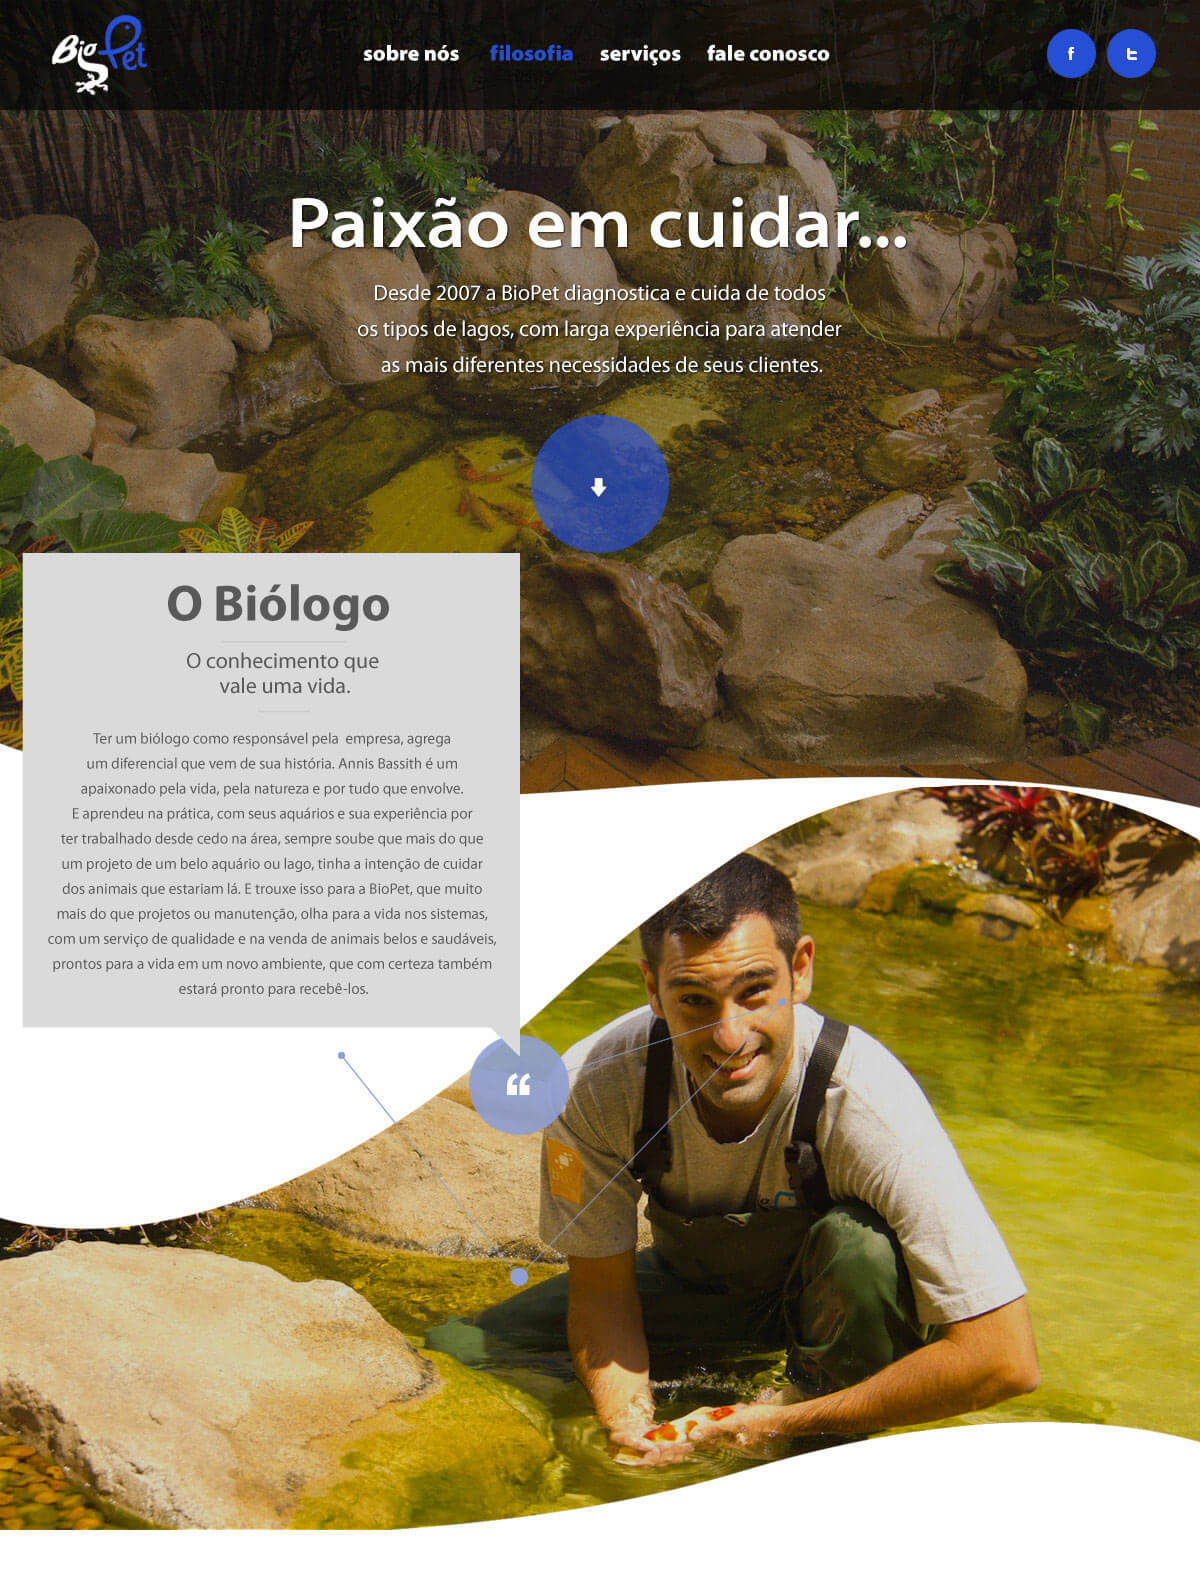 Bio Pet
sobre nós filosofia serviços fale conosco
f t
Paixão em cuidar...
Desde 2007 a BioPet diagnostica e cuida de todos
os tipos de lagos, com larga experiência para atender
as mais diferentes necessidades de seus clientes.
O Biólogo
O conhecimento que
vale uma vida.
Ter um biólogo como responsável pela empresa, agrega
um diferencial que vem de sua história. Annis Bassith é um
apaixonado pela vida, pela natureza e por tudo que envolve.
E aprendeu na prática, com seus aquários e sua experiência por
ter trabalhado desde cedo na área, sempre soube que mais do que
um projeto de um belo aquário ou lago, tinha a intenção de cuidar
dos animais que estariam lá. E trouxe isso para a BioPet, que muito
mais do que projetos ou manutenção, olha para a vida nos sistemas,
com um serviço de qualidade e na venda de animais belos e saudáveis,
prontos para a vida em um novo ambiente, que com certeza também
estará pronto para recebê-los.
“